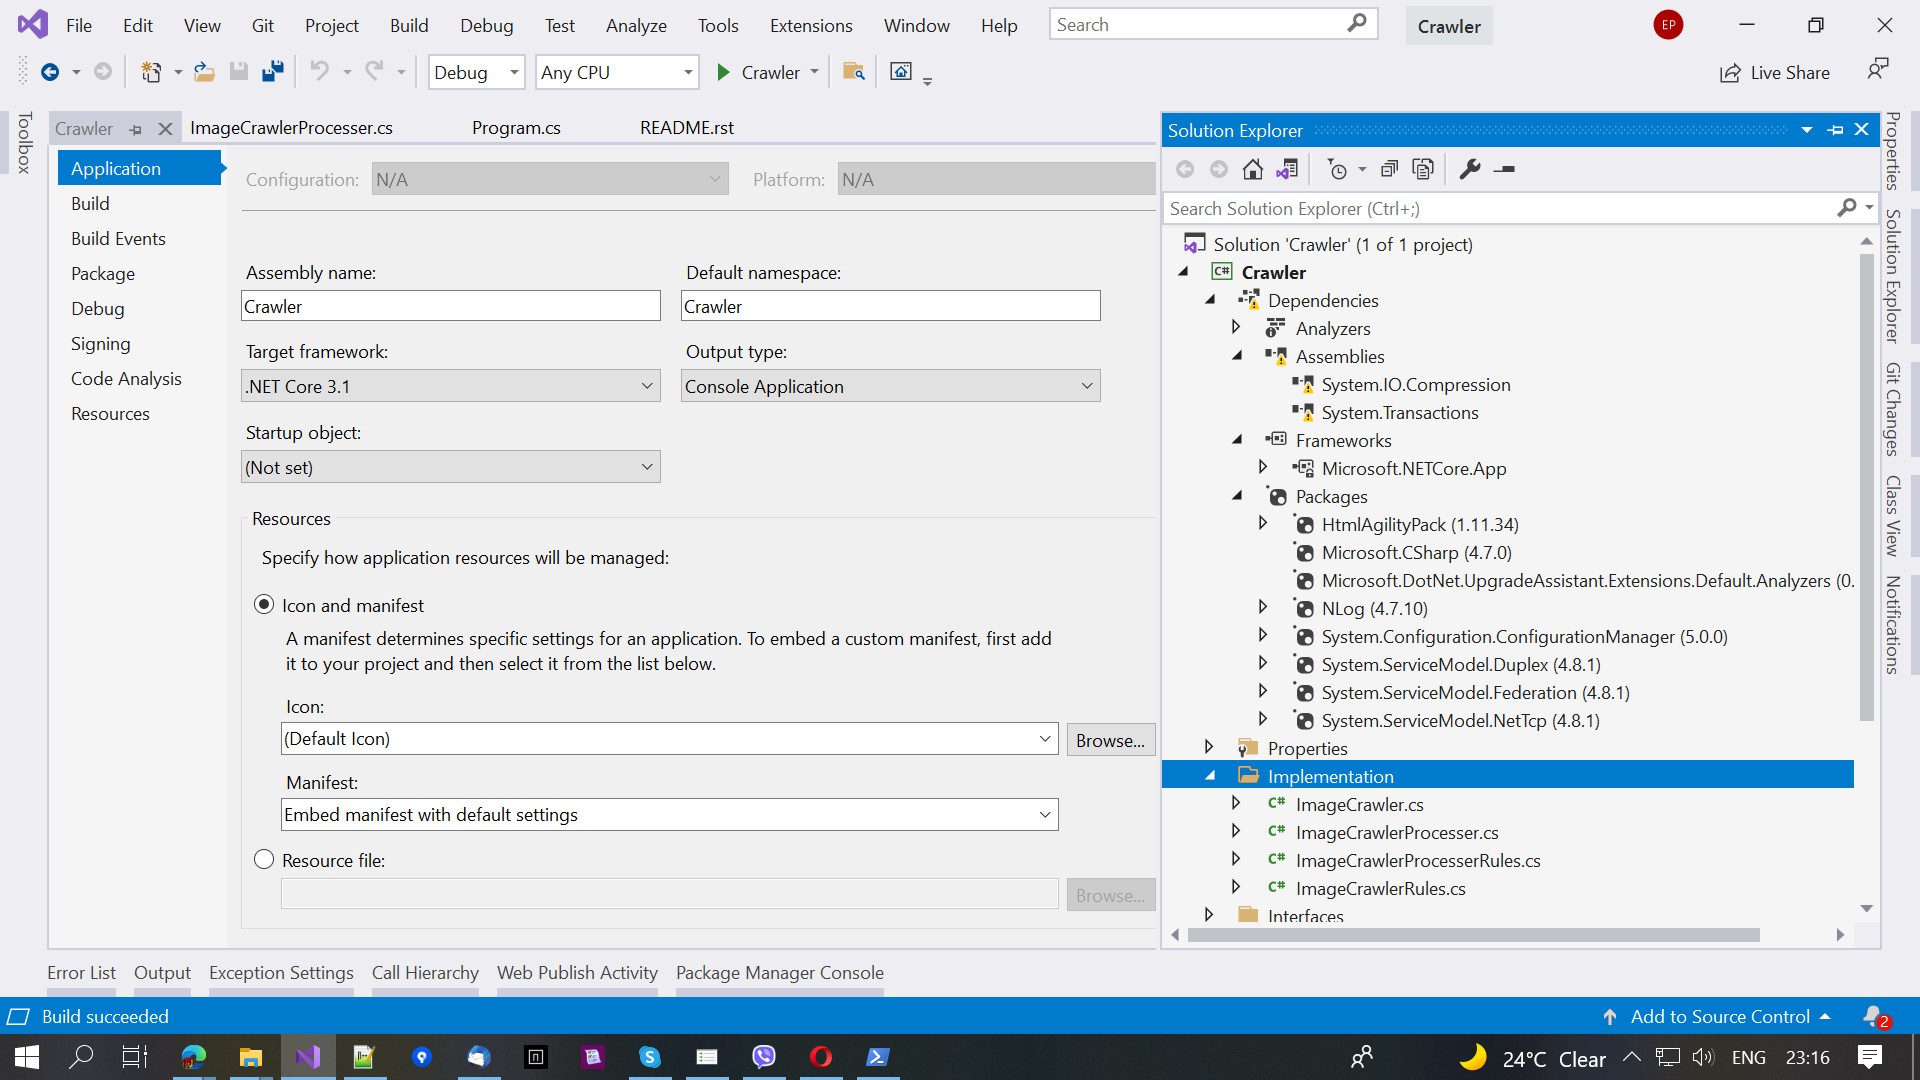 File Edit View Git Project Build Debug Test Analyze Tools Extensions Window Help Search Crawler EP
Debug Any CPU Crawler Live Share
Toolbox
Crawler ImageCrawlerProcesser.cs Program.cs README.rst
Application
Build
Build Events
Package
Debug
Signing
Code Analysis
Resources
Configuration: N/A Platform: N/A
Assembly name: Default namespace:
Crawler Crawler
Target framework: Output type:
.NET Core 3.1 Console Application
Startup object:
(Not set)
Resources
Specify how application resources will be managed:
Icon and manifest
A manifest determines specific settings for an application. To embed a custom manifest, first add
it to your project and then select it from the list below.
Icon:
(Default Icon) Browse...
Manifest:
Embed manifest with default settings
Resource file:
Browse...
Solution Explorer
Search Solution Explorer (Ctrl+;)
Solution 'Crawler' (1 of 1 project)
C# Crawler
Dependencies
Analyzers
Assemblies
System.IO.Compression
System.Transactions
Frameworks
Microsoft.NETCore.App
Packages
HtmlAgilityPack (1.11.34)
Microsoft.CSharp (4.7.0)
Microsoft.DotNet.UpgradeAssistant.Extensions.Default.Analyzers (0.
NLog (4.7.10)
System.Configuration.ConfigurationManager (5.0.0)
System.ServiceModel.Duplex (4.8.1)
System.ServiceModel.Federation (4.8.1)
System.ServiceModel.NetTcp (4.8.1)
Properties
Implementation
C# ImageCrawler.cs
C# ImageCrawlerProcesser.cs
C# ImageCrawlerProcesserRules.cs
C# ImageCrawlerRules.cs
Interfaces
Properties
Solution Explorer
Git Changes
Class View
Notifications
Error List Output Exception Settings Call Hierarchy Web Publish Activity Package Manager Console
Build succeeded Add to Source Control 2
24°C Clear ENG 23:16